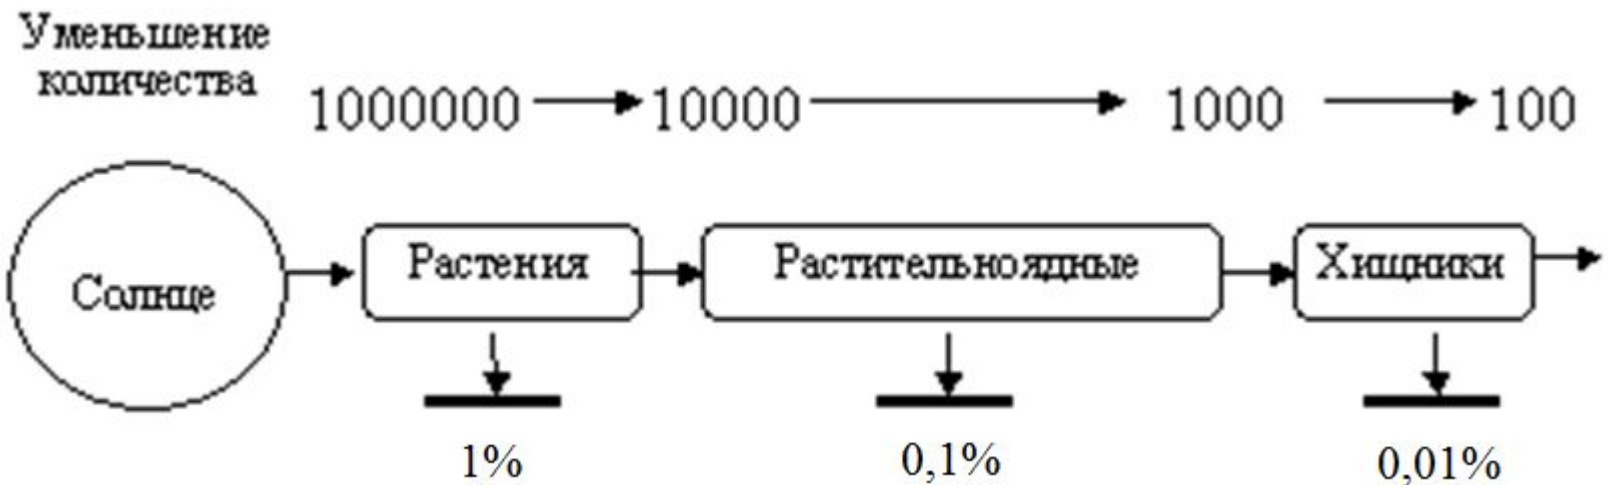 Уменьшение
количества
1000000 10000 1000 100
Солнце Растения Растительноядные Хищники
1% 0,1% 0,01%